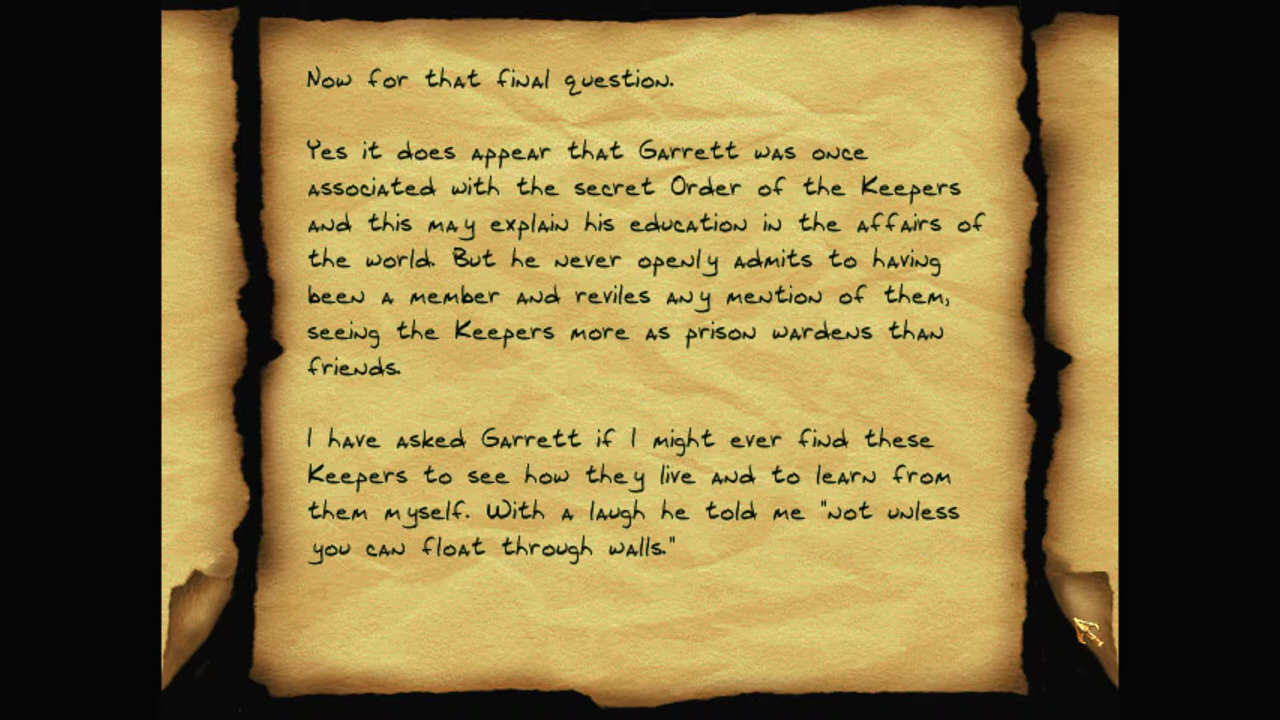 Now for that final question.
Yes it does appear that Garrett was once
associated with the secret Order of the Keepers
and this may explain his education in the affairs of
the world. But he never openly admits to having
been a member and reviles any mention of them,
seeing the Keepers more as prison wardens than
friends.
I have asked Garrett if I might ever find these
Keepers to see how they live and to learn from
them myself. With a laugh he told me "not unless
you can float through walls."